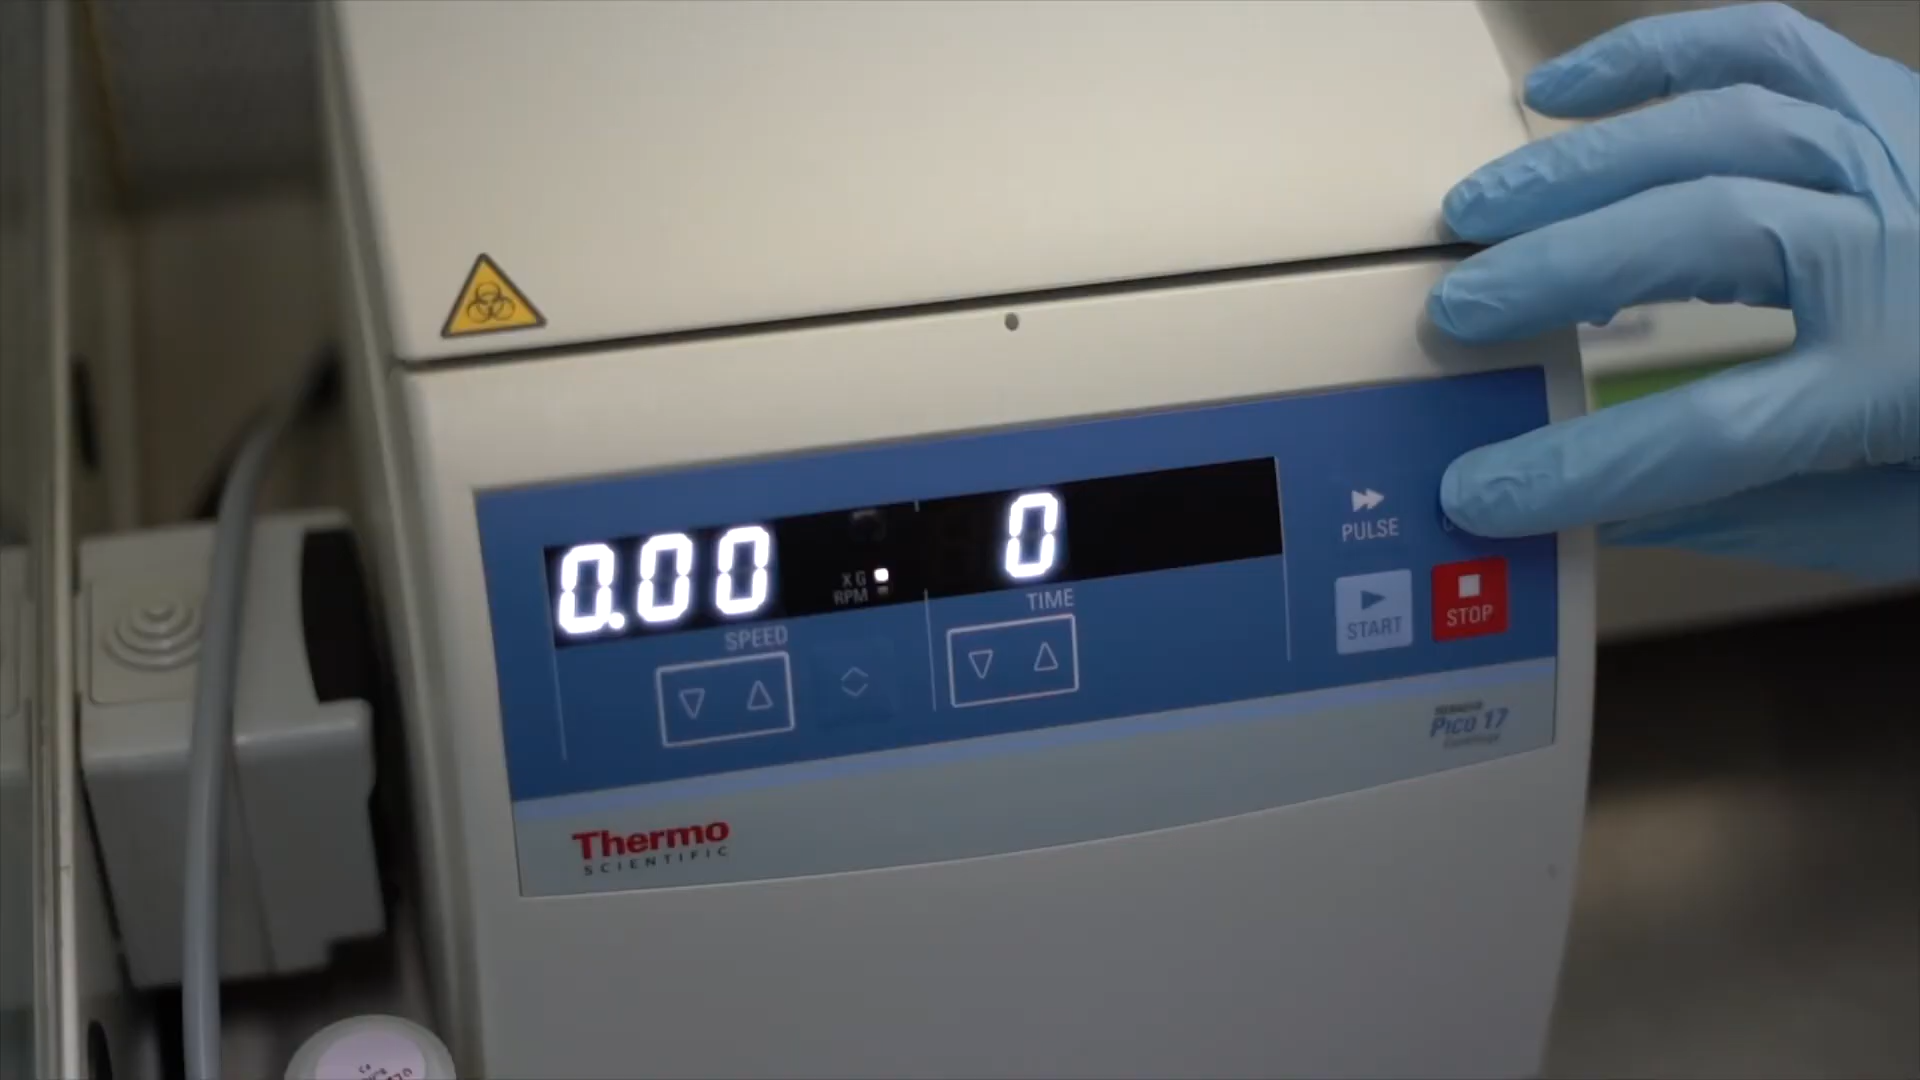 0.00
0
X G
RPM
SPEED
TIME
PULSE
START
STOP
Pico 17
Thermo
SCIENTIFIC